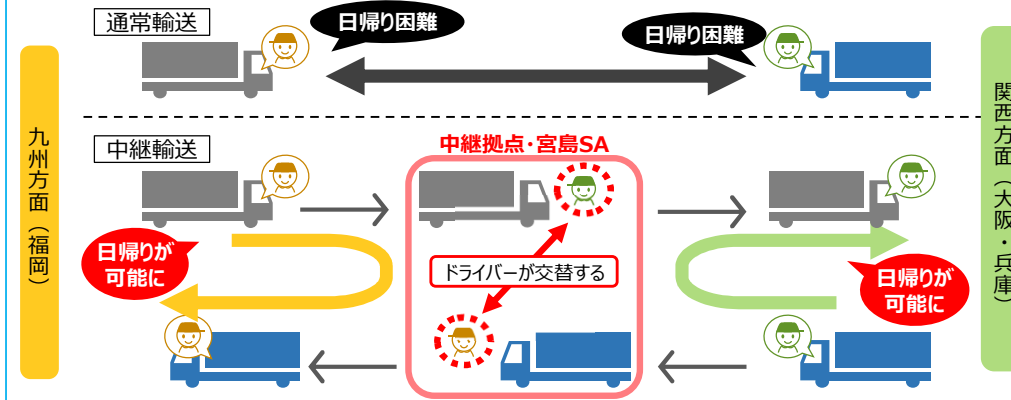 通常輸送
日帰り困難
日帰り困難
九州方面（福岡）
関西方面（大阪・兵庫）
中継輸送
中継拠点・宮島SA
日帰りが
可能に
ドライバーが交替する
日帰りが
可能に